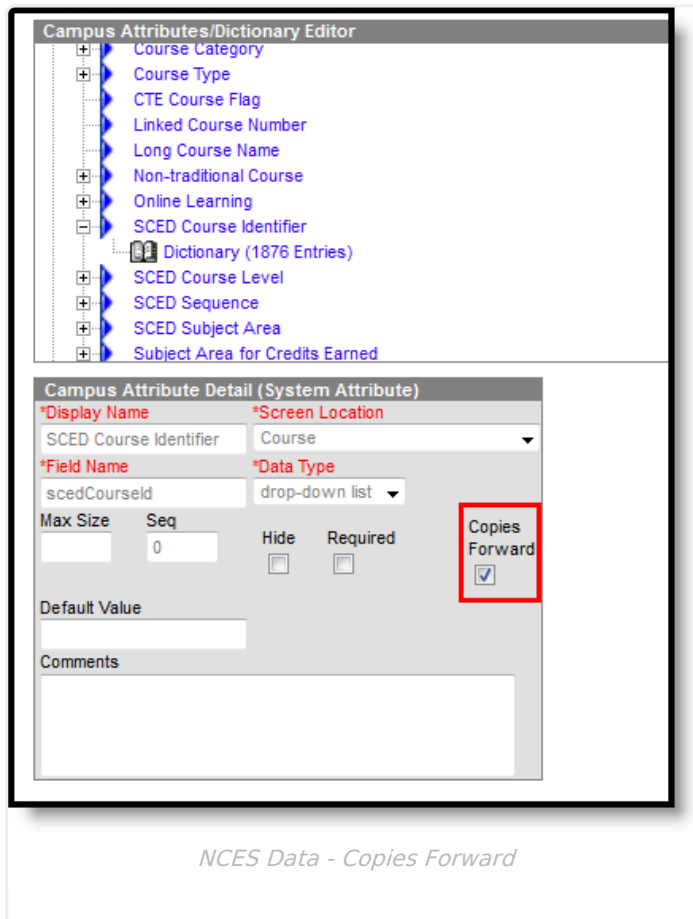 Campus Attributes/Dictionary Editor
Course Category
Course Type
CTE Course Flag
Linked Course Number
Long Course Name
Non-traditional Course
Online Learning
SCED Course Identifier
Dictionary (1876 Entries)
SCED Course Level
SCED Sequence
SCED Subject Area
Subject Area for Credits Earned
Campus Attribute Detail (System Attribute)
*Display Name *Screen Location
SCED Course Identifier Course
*Field Name *Data Type
scedCourseId drop-down list
Max Size Seq Hide Required Copies Forward
0
Default Value
Comments
NCES Data - Copies Forward